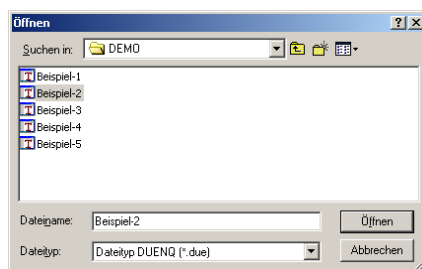 Öffnen
Suchen in: DEMO
Beispiel-1
Beispiel-2
Beispiel-3
Beispiel-4
Beispiel-5
Dateiname: Beispiel-2 Öffnen
Dateityp: Dateityp DUENQ (*.due) Abbrechen